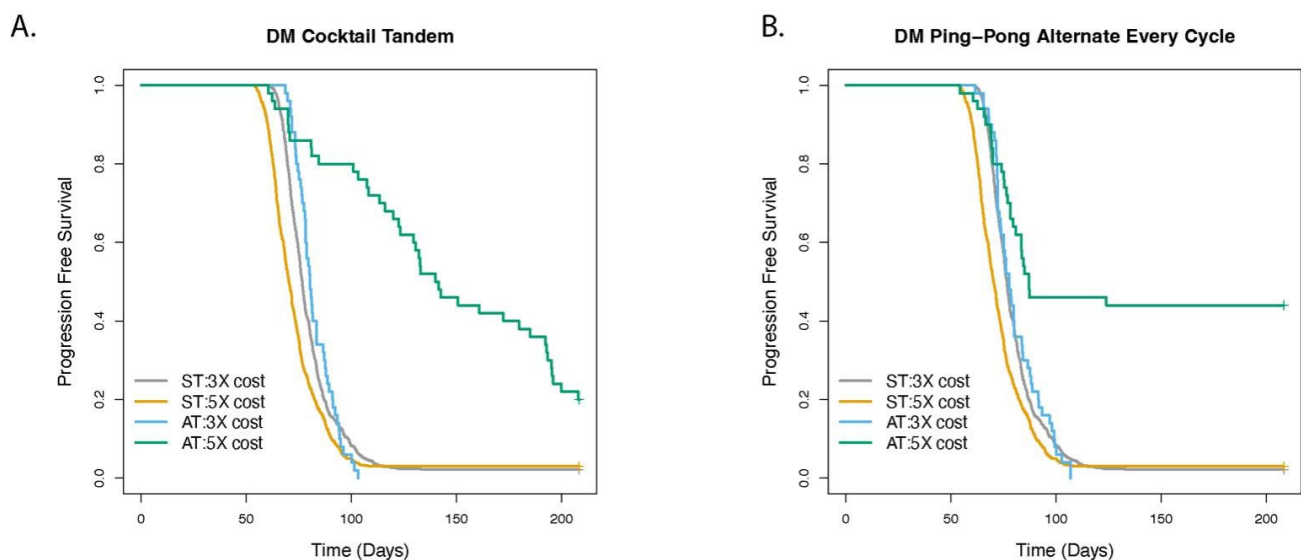 A.
DM Cocktail Tandem
Progression Free Survival
1.0
0.8
0.6
0.4
0.2
0.0
ST:3X cost
ST:5X cost
AT:3X cost
AT:5X cost
0 50 100 150 200
Time (Days)
B.
DM Ping–Pong Alternate Every Cycle
Progression Free Survival
1.0
0.8
0.6
0.4
0.2
0.0
ST:3X cost
ST:5X cost
AT:3X cost
AT:5X cost
0 50 100 150 200
Time (Days)